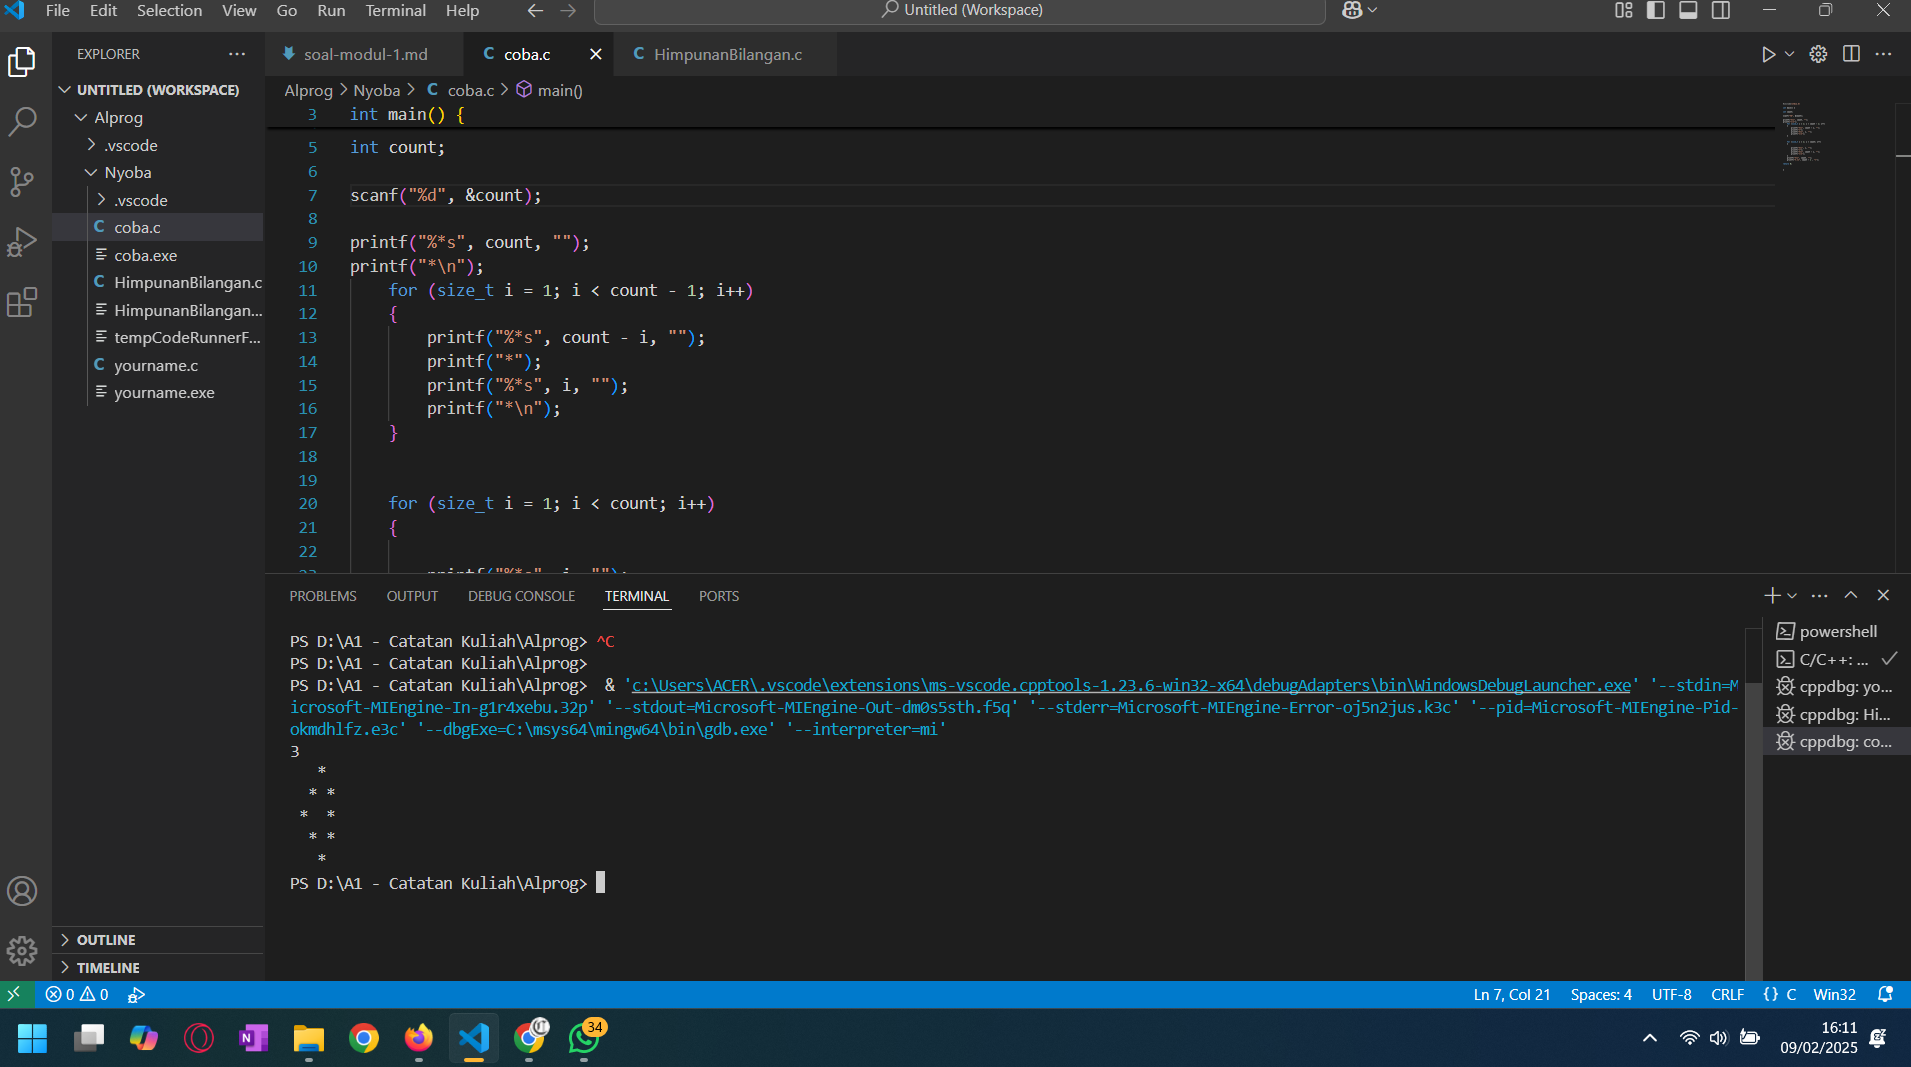 File Edit Selection View Go Run Terminal Help Untitled (Workspace)
EXPLORER
soal-modul-1.md
C coba.c
C HimpunanBilangan.c
UNTITLED (WORKSPACE)
Alprog
.vscode
Nyoba
.vscode
C coba.c
coba.exe
C HimpunanBilangan.c
HimpunanBilangan...
tempCodeRunnerF...
C yourname.c
yourname.exe
OUTLINE
TIMELINE
Alprog > Nyoba > C coba.c > main()
3 int main() {
5 int count;
6
7 scanf("%d", &count);
8
9 printf("%*s", count, "");
10 printf("*\n");
11 for (size_t i = 1; i < count - 1; i++)
12 {
13 printf("%*s", count - i, "");
14 printf("*");
15 printf("%*s", i, "");
16 printf("*\n");
17 }
18
19
20 for (size_t i = 1; i < count; i++)
21 {
22
23 printf("%*s", i, "");
PROBLEMS OUTPUT DEBUG CONSOLE TERMINAL PORTS
PS D:\A1 - Catatan Kuliah\Alprog> ^C
PS D:\A1 - Catatan Kuliah\Alprog>
PS D:\A1 - Catatan Kuliah\Alprog> & 'c:\Users\ACER\.vscode\extensions\ms-vscode.cpptools-1.23.6-win32-x64\debugAdapters\bin\WindowsDebugLauncher.exe' '--stdin=M
icrosoft-MIEngine-In-g1r4xebu.32p' '--stdout=Microsoft-MIEngine-Out-dm0s5sth.f5q' '--stderr=Microsoft-MIEngine-Error-oj5n2jus.k3c' '--pid=Microsoft-MIEngine-Pid-
okmdhlfz.e3c' '--dbgExe=C:\msys64\mingw64\bin\gdb.exe' '--interpreter=mi'
3
   *
  * *
 *  *
  * *
   *
PS D:\A1 - Catatan Kuliah\Alprog>
powershell
C/C++: ...
cppdbg: yo...
cppdbg: Hi...
cppdbg: co...
0 0
Ln 7, Col 21 Spaces: 4 UTF-8 CRLF {} C Win32
34
16:11
09/02/2025